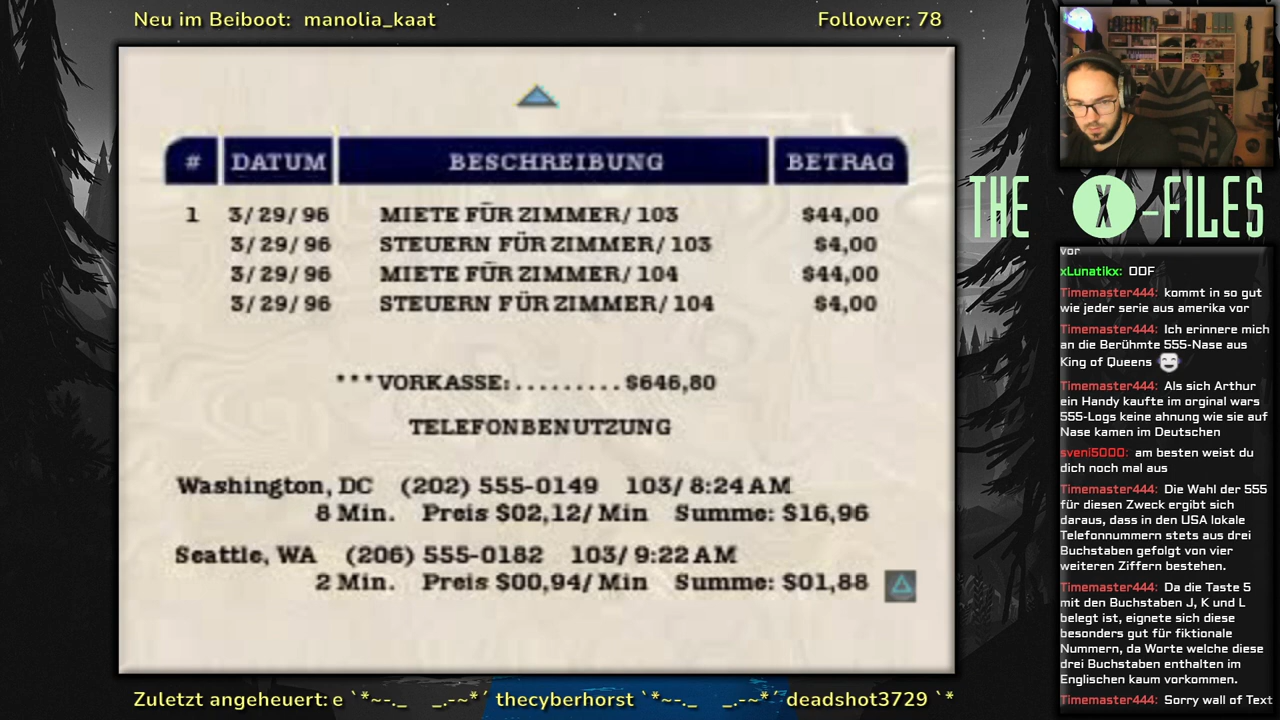 Neu im Beiboot: manolia_kaat
Follower: 78
# DATUM BESCHREIBUNG BETRAG
1 3/29/96 MIETE FÜR ZIMMER/103 $44,00
3/29/96 STEUERN FÜR ZIMMER/103 $4,00
3/29/96 MIETE FÜR ZIMMER/104 $44,00
3/29/96 STEUERN FÜR ZIMMER/104 $4,00
***VORKASSE:.........$646,80
TELEFONBENUTZUNG
Washington, DC (202) 555-0149 103/8:24AM
8 Min. Preis $02,12/Min Summe: $16,96
Seattle, WA (206) 555-0182 103/9:22AM
2 Min. Preis $00,94/Min Summe: $01,88
Zuletzt angeheuert: e `*~-._ _.-~*´ thecyberhorst `*~-._ _.-~*´ deadshot3729 `*
THE X-FILES
vor
xLunatikx: OOF
Timemaster444: kommt in so gut
wie jeder serie aus amerika vor
Timemaster444: Ich erinnere mich
an die Berühmte 555-Nase aus
King of Queens
Timemaster444: Als sich Arthur
ein Handy kaufte im orginal wars
555-Logs keine ahnung wie sie auf
Nase kamen im Deutschen
sveni5000: am besten weist du
dich noch mal aus
Timemaster444: Die Wahl der 555
für diesen Zweck ergibt sich
daraus, dass in den USA lokale
Telefonnummern stets aus drei
Buchstaben gefolgt von vier
weiteren Ziffern bestehen.
Timemaster444: Da die Taste 5
mit den Buchstaben J, K und L
belegt ist, eignete sich diese
besonders gut für fiktionale
Nummern, da Worte welche diese
drei Buchstaben enthalten im
Englischen kaum vorkommen.
Timemaster444: Sorry wall of Text